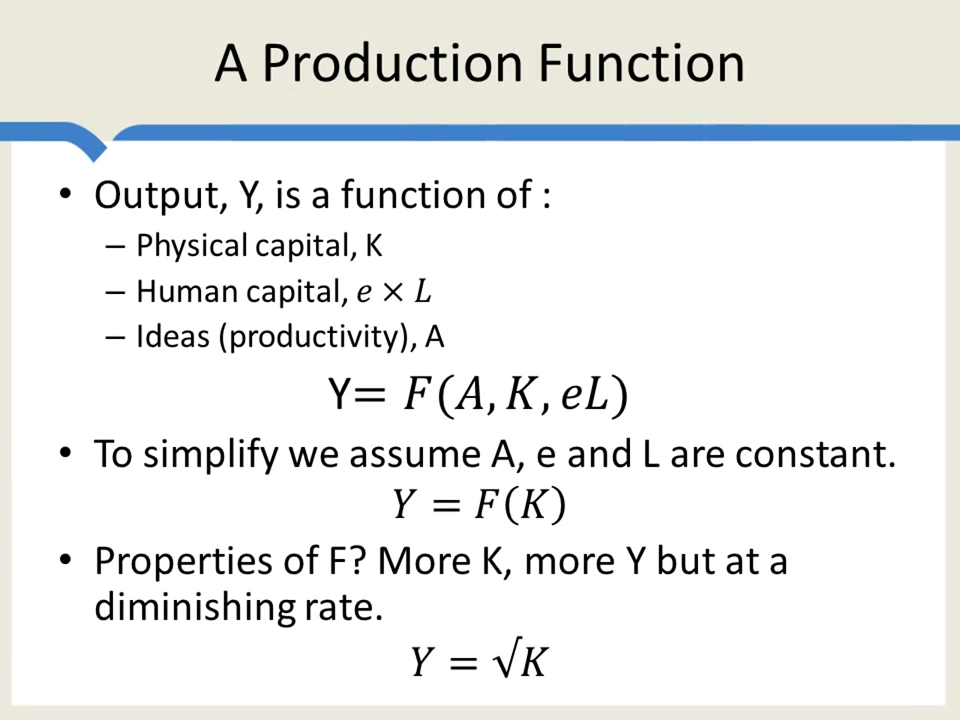 A Production Function
• Output, Y, is a function of :
– Physical capital, K
– Human capital, 𝑒 × 𝐿
– Ideas (productivity), A
Y= 𝐹(𝐴, 𝐾, 𝑒𝐿)
• To simplify we assume A, e and L are constant.
𝑌 = 𝐹(𝐾)
• Properties of F? More K, more Y but at a
diminishing rate.
𝑌 = √𝐾